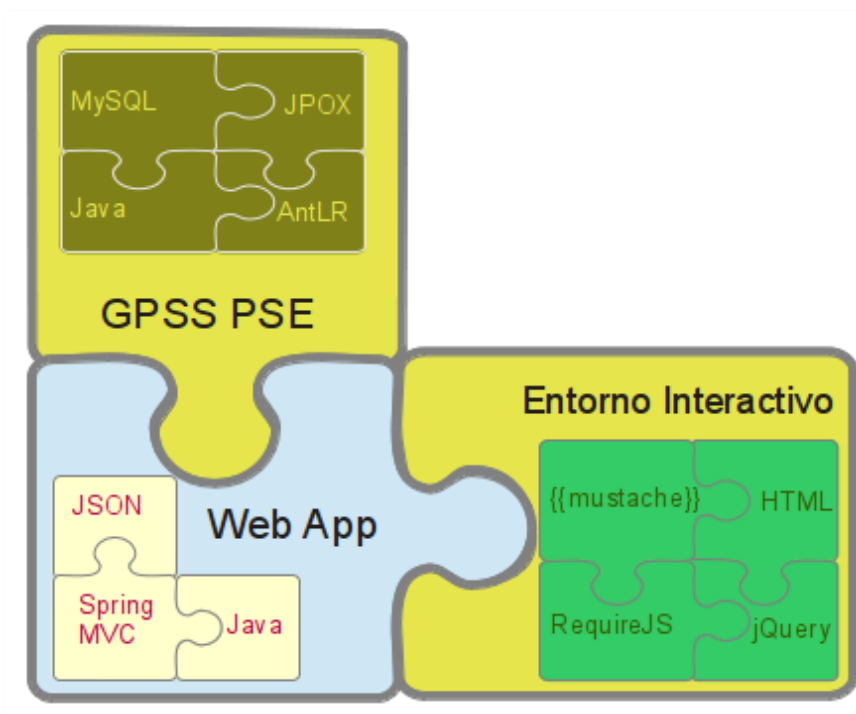 MySQL
JPOX
Java
AntLR
GPSS PSE
Entorno Interactivo
{{mustache}}
HTML
RequireJS
jQuery
Web App
JSON
Spring
MVC
Java